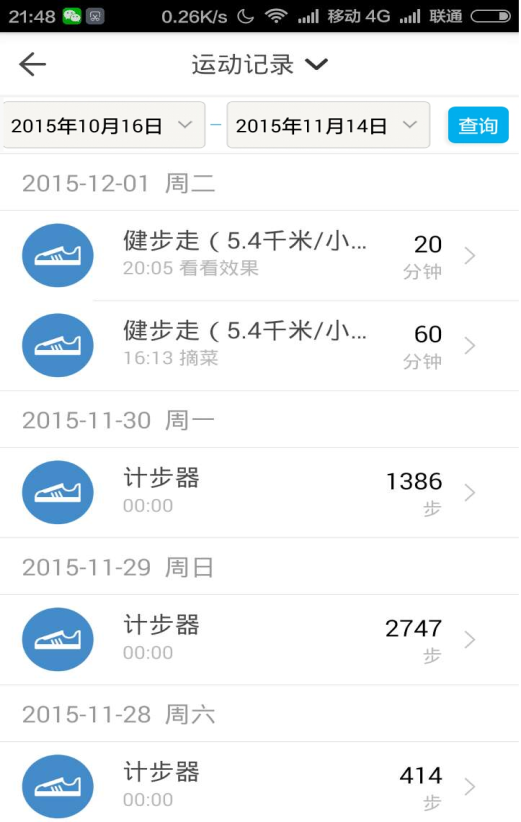 21:48 0.26K/s 移动 4G 联通
运动记录
2015年10月16日 - 2015年11月14日 查询
2015-12-01 周二
健步走（5.4千米/小... 20
20:05 看看效果 分钟
健步走（5.4千米/小... 60
16:13 摘菜 分钟
2015-11-30 周一
计步器 1386
00:00 步
2015-11-29 周日
计步器 2747
00:00 步
2015-11-28 周六
计步器 414
00:00 步